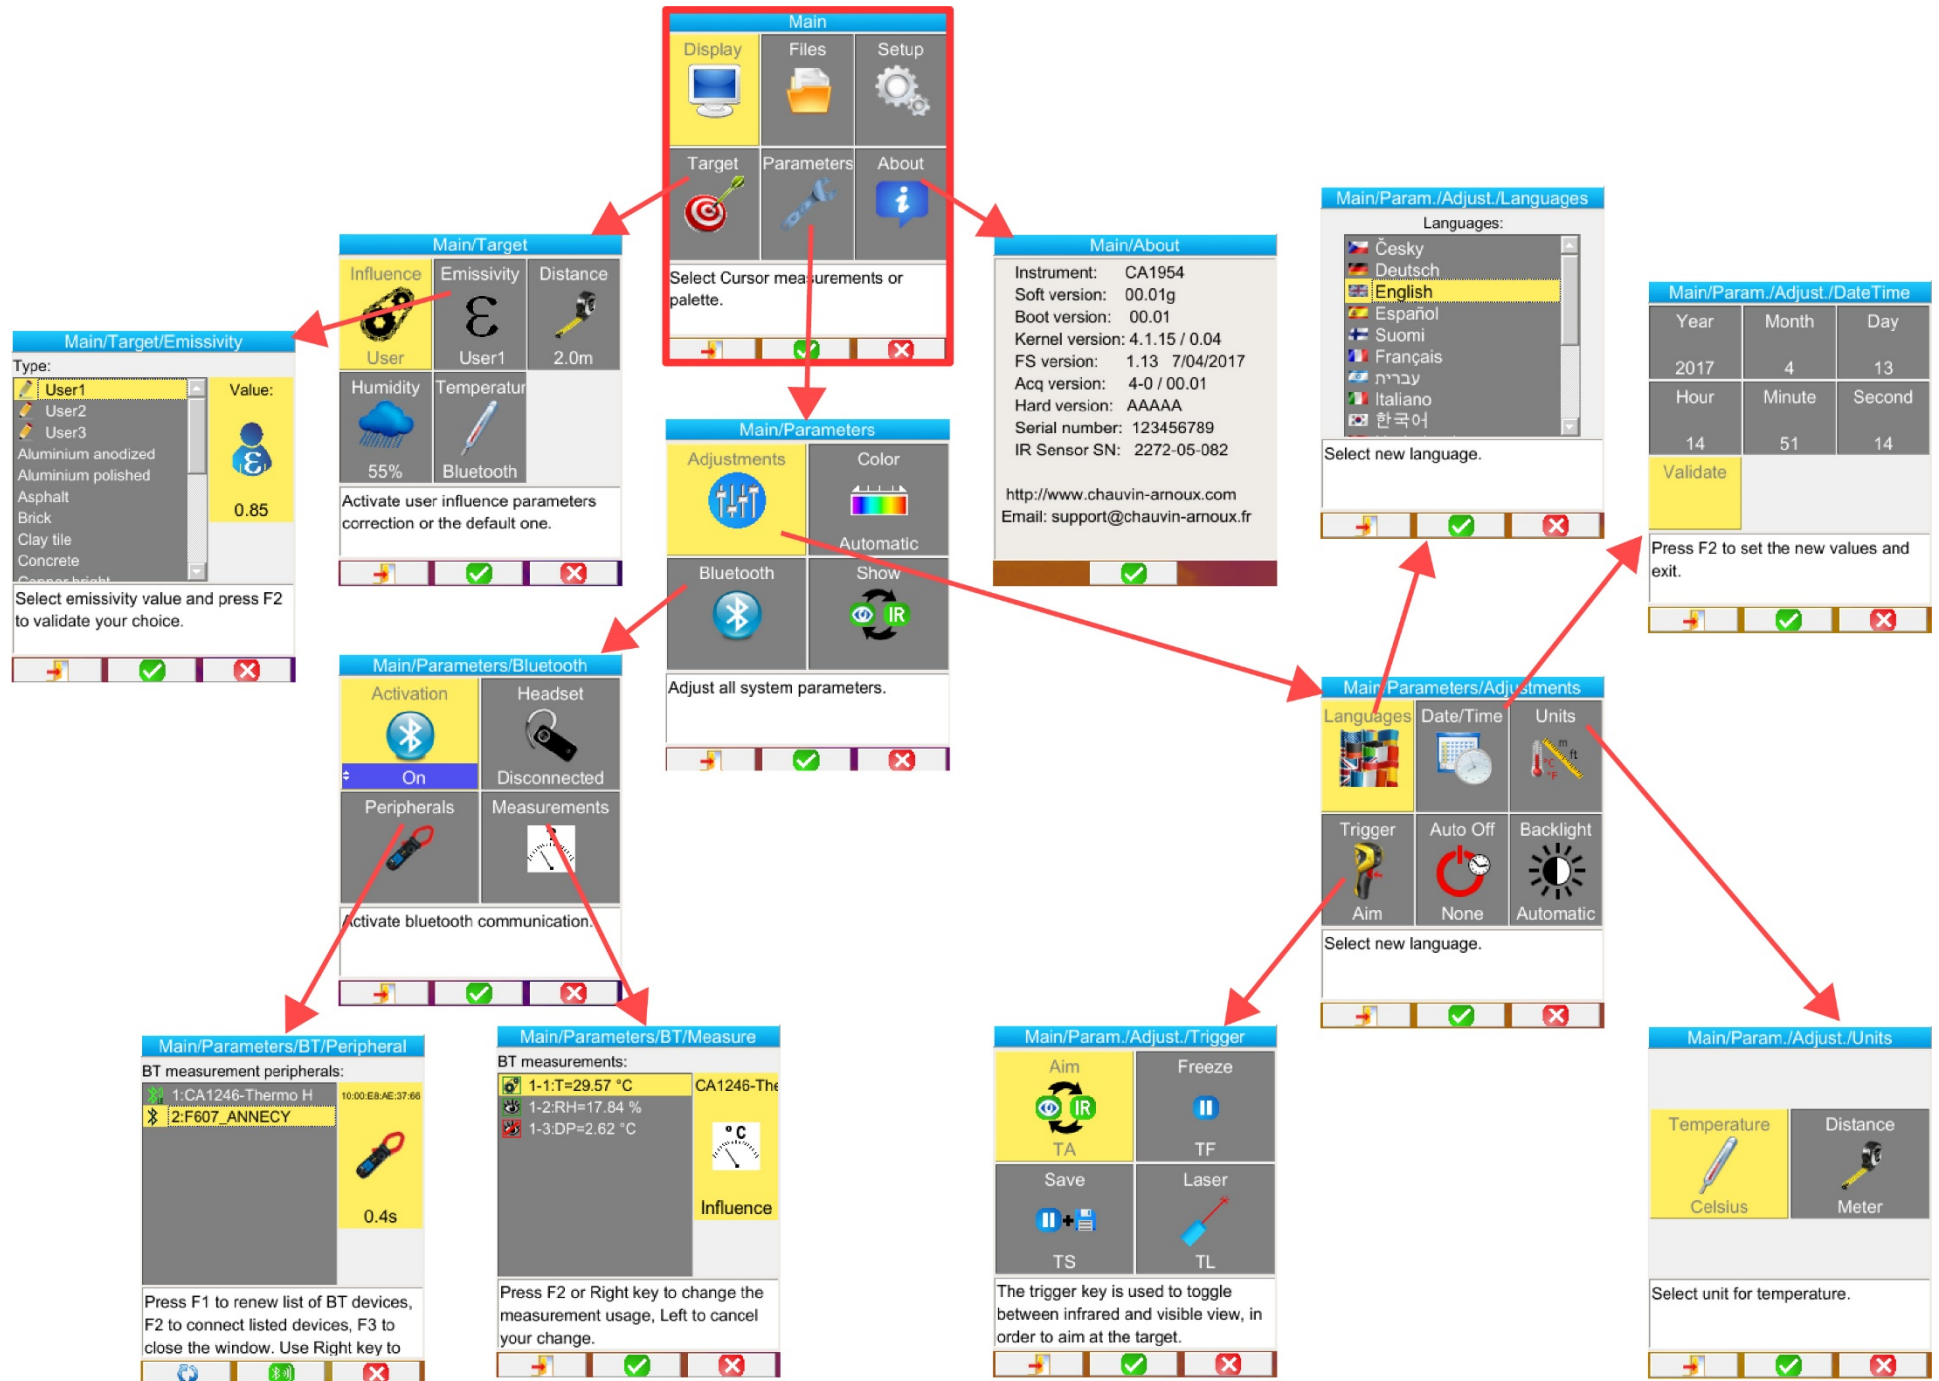 Main
Display Files Setup
Target Parameters About
Select Cursor measurements or
palette.
Main/Target
Influence Emissivity Distance
ε
User User1 2.0m
Humidity Temperatur
55% Bluetooth
Activate user influence parameters
correction or the default one.
Main/Target/Emissivity
Type:
User1
User2
User3
Aluminium anodized
Aluminium polished
Asphalt
Brick
Clay tile
Concrete
Copper bright
Value:
ε
0.85
Select emissivity value and press F2
to validate your choice.
Main/About
Instrument: CA1954
Soft version: 00.01g
Boot version: 00.01
Kernel version: 4.1.15 / 0.04
FS version: 1.13 7/04/2017
Acq version: 4-0 / 00.01
Hard version: AAAAA
Serial number: 123456789
IR Sensor SN: 2272-05-082
http://www.chauvin-arnoux.com
Email: support@chauvin-arnoux.fr
Main/Parameters
Adjustments Color
Automatic
Bluetooth Show
IR
Adjust all system parameters.
Main/Param./Adjust./Languages
Languages:
Česky
Deutsch
English
Español
Suomi
Français
עברית
Italiano
한국어
Select new language.
Main/Param./Adjust./DateTime
Year Month Day
2017 4 13
Hour Minute Second
14 51 14
Validate
Press F2 to set the new values and
exit.
Main/Parameters/Bluetooth
Activation Headset
On Disconnected
Peripherals Measurements
Activate bluetooth communication.
Main/Parameters/Adjustments
Languages Date/Time Units
m
ft
°C
°F
Trigger Auto Off Backlight
Aim None Automatic
Select new language.
Main/Parameters/BT/Peripheral
BT measurement peripherals:
1:CA1246-Thermo H
2:F607_ANNECY
10:00:E8:AE:37:66
0.4s
Press F1 to renew list of BT devices,
F2 to connect listed devices, F3 to
close the window. Use Right key to
Main/Parameters/BT/Measure
BT measurements:
1-1:T=29.57 °C
1-2:RH=17.84 %
1-3:DP=2.62 °C
CA1246-The
°C
Influence
Press F2 or Right key to change the
measurement usage, Left to cancel
your change.
Main/Param./Adjust./Trigger
Aim Freeze
IR
TA TF
Save Laser
TS TL
The trigger key is used to toggle
between infrared and visible view, in
order to aim at the target.
Main/Param./Adjust./Units
Temperature Distance
Celsius Meter
Select unit for temperature.